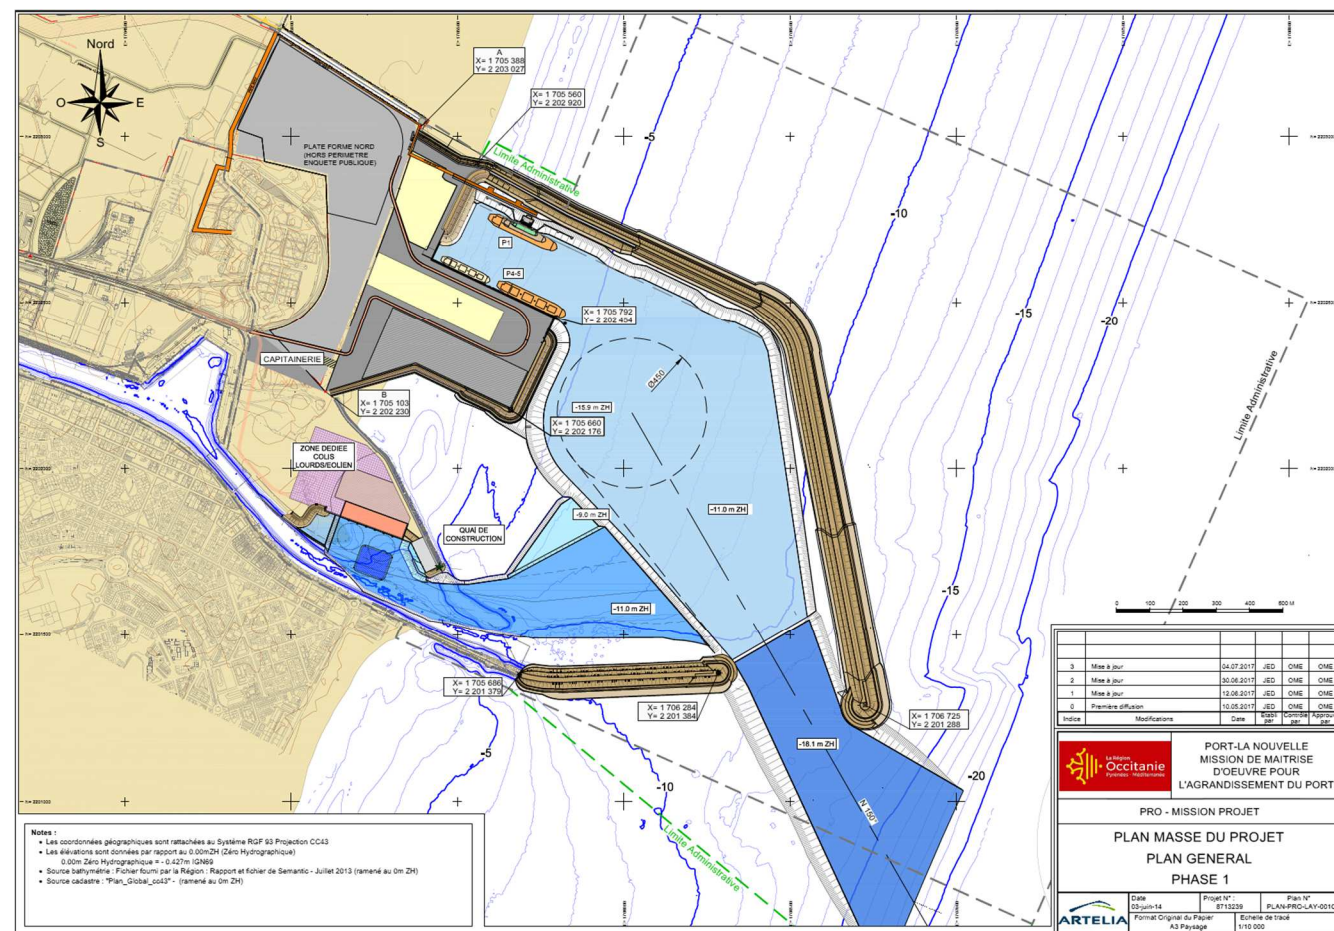 Nord
O
E
S
A
X= 1 705 388
Y= 2 203 027
X= 1 705 560
Y= 2 202 920
-5
Limite Administrative
PLATE FORME NORD
(HORS PERIMETRE
ENQUETE PUBLIQUE)
-10
P1
P4-5
X= 1 705 792
Y= 2 202 454
-15
-20
CAPITAINERIE
Ø450
Limite Administrative
B
X= 1 705 103
Y= 2 202 230
-15.9 m ZH
X= 1 705 660
Y= 2 202 176
ZONE DEDIEE
COLIS
LOURDS/EOLIEN
-9.0 m ZH
-11.0 m ZH
QUAI DE
CONSTRUCTION
-11.0 m ZH
-15
0 100 200 300 400 600 M
X= 1 705 686
Y= 2 201 379
X= 1 706 284
Y= 2 201 384
X= 1 706 725
Y= 2 201 288
-18.1 m ZH
-5
-10
-20
N 150°
Limite Administrative
3 Mise à jour 04.07.2017 JED OME OME
2 Mise à jour 30.06.2017 JED OME OME
1 Mise à jour 12.06.2017 JED OME OME
0 Première diffusion 10.05.2017 JED OME OME
Indice Modifications Date Etabli par Contrôlé par Approuvé par
La Région
Occitanie
Pyrénées - Méditerranée
PORT-LA NOUVELLE
MISSION DE MAITRISE
D'OEUVRE POUR
L'AGRANDISSEMENT DU PORT
PRO - MISSION PROJET
PLAN MASSE DU PROJET
PLAN GENERAL
PHASE 1
ARTELIA
Date
03-juin-14
Projet N° :
8713239
Plan N°
PLAN-PRO-LAY-0010
Format Original du Papier
A3 Paysage
Echelle de tracé
1/10 000
Notes :
• Les coordonnées géographiques sont rattachées au Système RGF 93 Projection CC43
• Les élévations sont données par rapport au 0.00mZH (Zéro Hydrographique)
0.00m Zéro Hydrographique = - 0.427m IGN69
• Source bathymétrie : Fichier fourni par la Région : Rapport et fichier de Semantic - Juillet 2013 (ramené au 0m ZH)
• Source cadastre : "Plan_Global_cc43" - (ramené au 0m ZH)